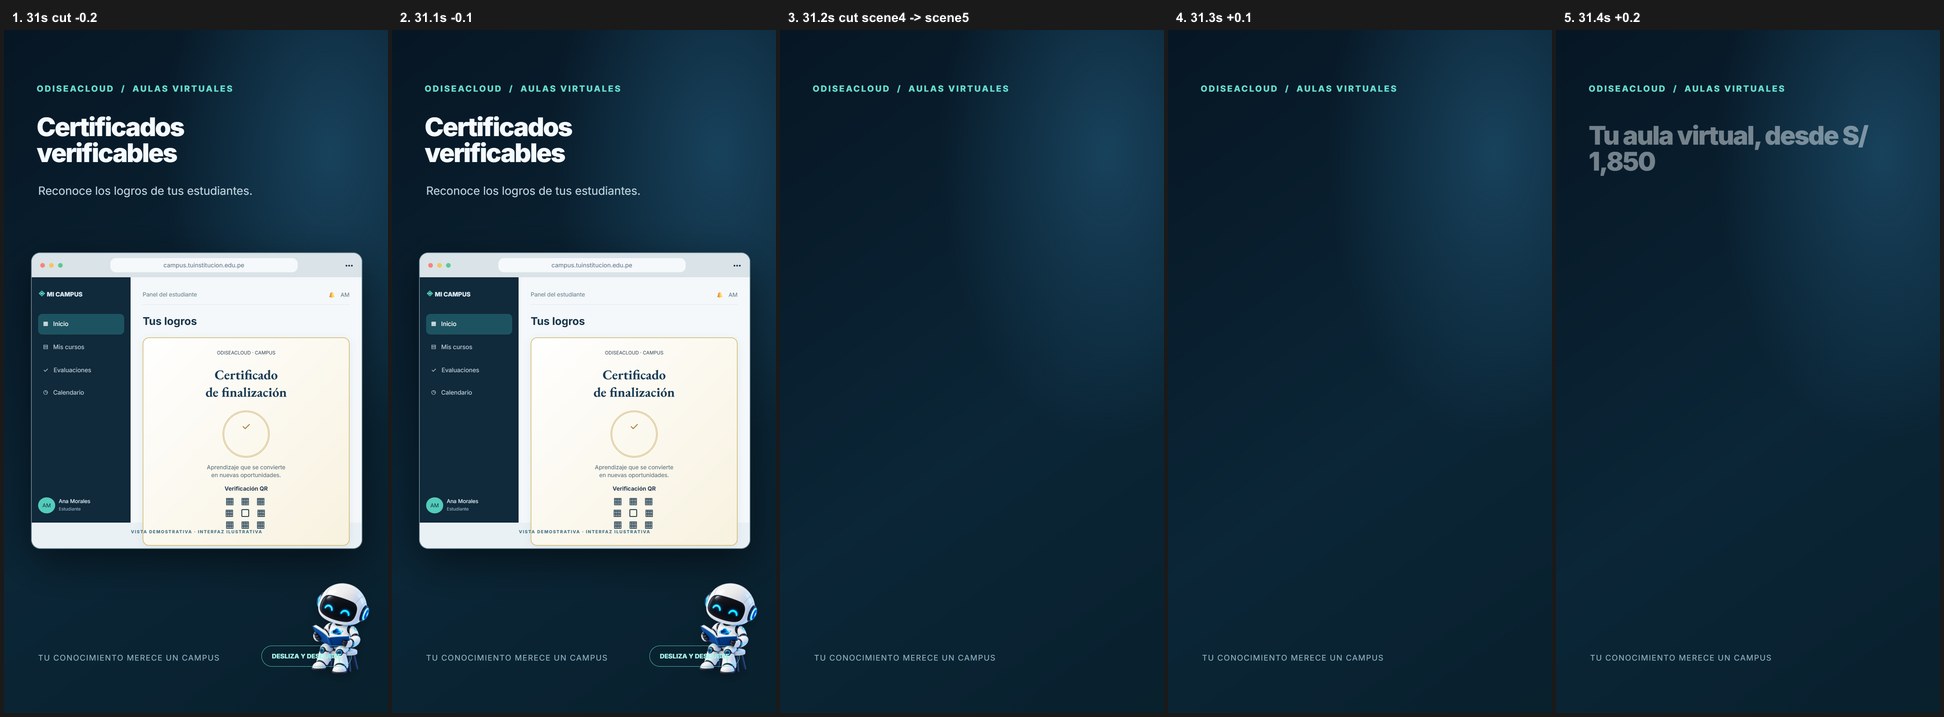 1. 31s cut -0.2
ODISEACLOUD / AULAS VIRTUALES
Certificados
verificables
Reconoce los logros de tus estudiantes.
campus.tuinstitucion.edu.pe
MI CAMPUS
Panel del estudiante
AM
Inicio
Tus logros
Mis cursos
Evaluaciones
Calendario
ODISEACLOUD · CAMPUS
Certificado
de finalización
Aprendizaje que se convierte
en nuevas oportunidades.
Verificación QR
AM
Ana Morales
Estudiante
VISTA DEMOSTRATIVA · INTERFAZ ILUSTRATIVA
TU CONOCIMIENTO MERECE UN CAMPUS
DESLIZA Y
2. 31.1s -0.1
ODISEACLOUD / AULAS VIRTUALES
Certificados
verificables
Reconoce los logros de tus estudiantes.
campus.tuinstitucion.edu.pe
MI CAMPUS
Panel del estudiante
AM
Inicio
Tus logros
Mis cursos
Evaluaciones
Calendario
ODISEACLOUD · CAMPUS
Certificado
de finalización
Aprendizaje que se convierte
en nuevas oportunidades.
Verificación QR
AM
Ana Morales
Estudiante
VISTA DEMOSTRATIVA · INTERFAZ ILUSTRATIVA
TU CONOCIMIENTO MERECE UN CAMPUS
DESLIZA Y
3. 31.2s cut scene4 -> scene5
ODISEACLOUD / AULAS VIRTUALES
TU CONOCIMIENTO MERECE UN CAMPUS
4. 31.3s +0.1
ODISEACLOUD / AULAS VIRTUALES
TU CONOCIMIENTO MERECE UN CAMPUS
5. 31.4s +0.2
ODISEACLOUD / AULAS VIRTUALES
Tu aula virtual, desde S/
1,850
TU CONOCIMIENTO MERECE UN CAMPUS